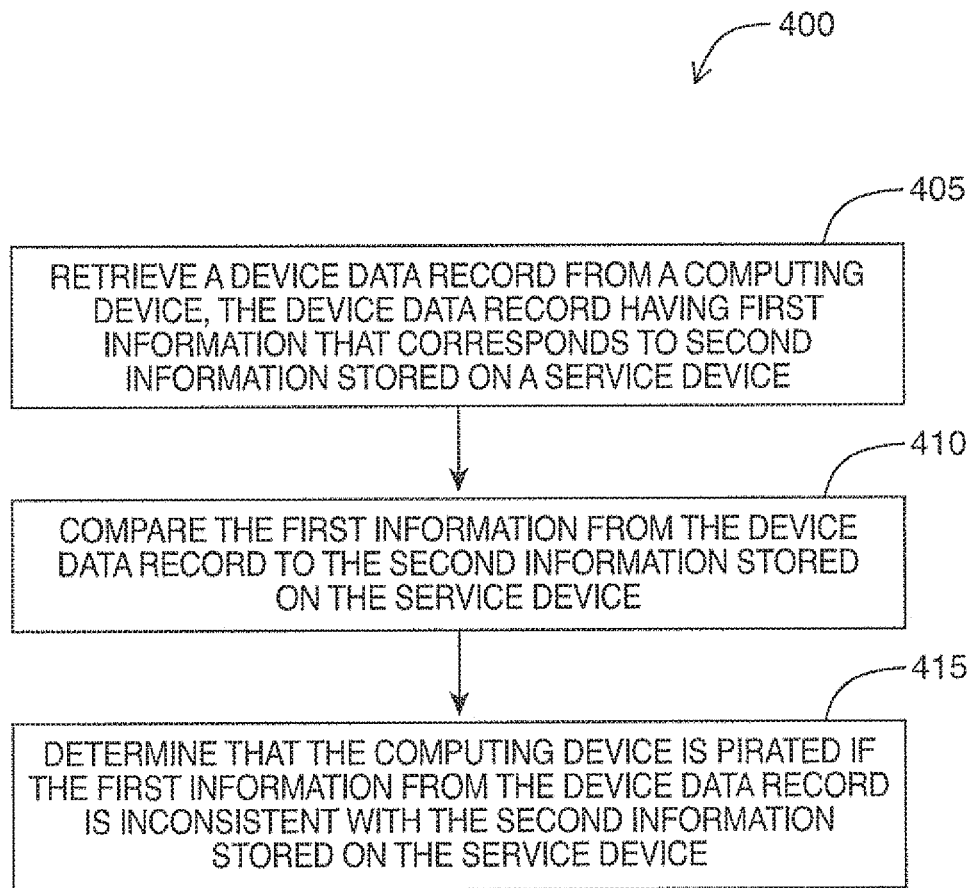 400
405
RETRIEVE A DEVICE DATA RECORD FROM A COMPUTING
DEVICE, THE DEVICE DATA RECORD HAVING FIRST
INFORMATION THAT CORRESPONDS TO SECOND
INFORMATION STORED ON A SERVICE DEVICE
410
COMPARE THE FIRST INFORMATION FROM THE DEVICE
DATA RECORD TO THE SECOND INFORMATION STORED
ON THE SERVICE DEVICE
415
DETERMINE THAT THE COMPUTING DEVICE IS PIRATED IF
THE FIRST INFORMATION FROM THE DEVICE DATA RECORD
IS INCONSISTENT WITH THE SECOND INFORMATION
STORED ON THE SERVICE DEVICE